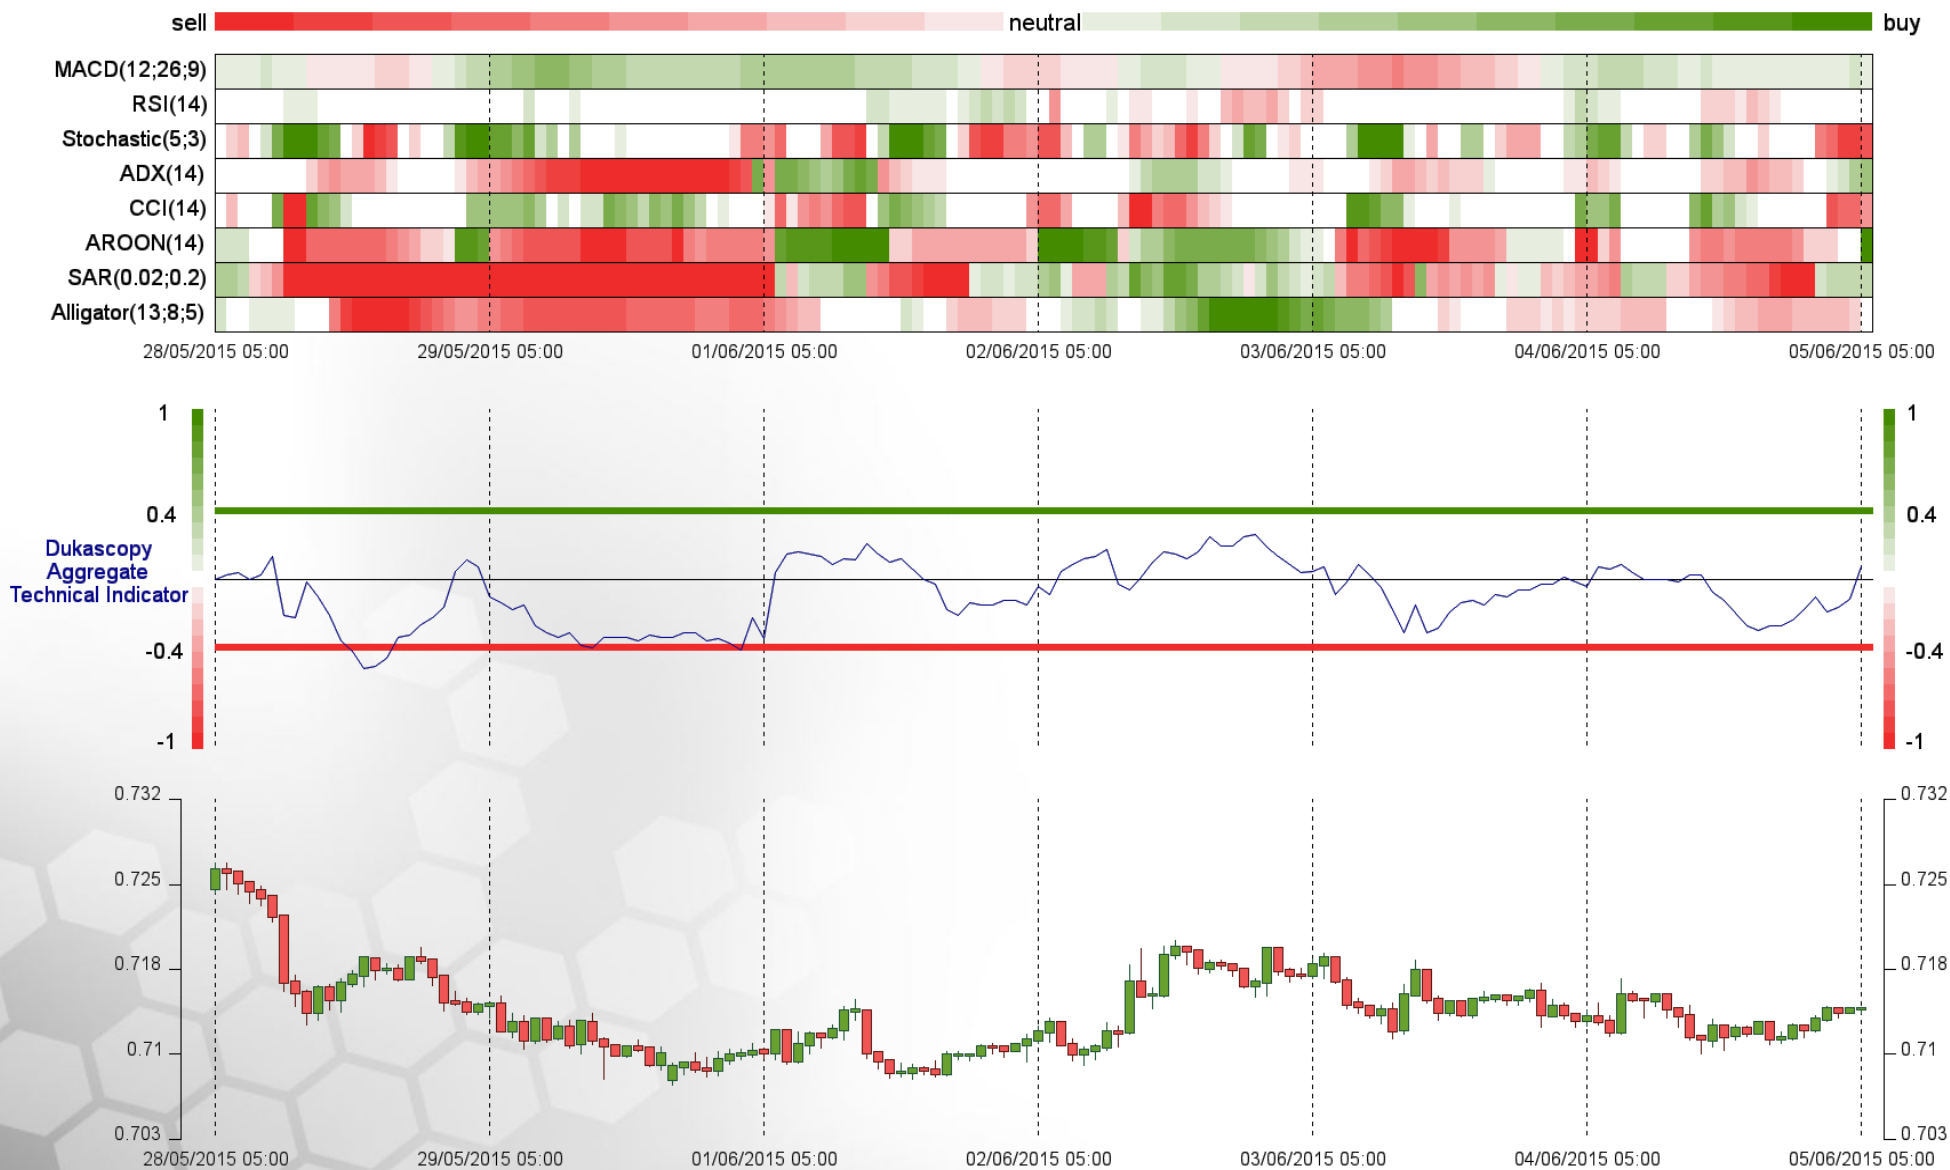 sell neutral buy
MACD(12;26;9)
RSI(14)
Stochastic(5;3)
ADX(14)
CCI(14)
AROON(14)
SAR(0.02;0.2)
Alligator(13;8;5)
28/05/2015 05:00 29/05/2015 05:00 01/06/2015 05:00 02/06/2015 05:00 03/06/2015 05:00 04/06/2015 05:00 05/06/2015 05:00
1 1
0.4 0.4
Dukascopy
Aggregate
Technical Indicator
-0.4 -0.4
-1 -1
0.732 0.732
0.725 0.725
0.718 0.718
0.71 0.71
0.703 0.703
28/05/2015 05:00 29/05/2015 05:00 01/06/2015 05:00 02/06/2015 05:00 03/06/2015 05:00 04/06/2015 05:00 05/06/2015 05:00